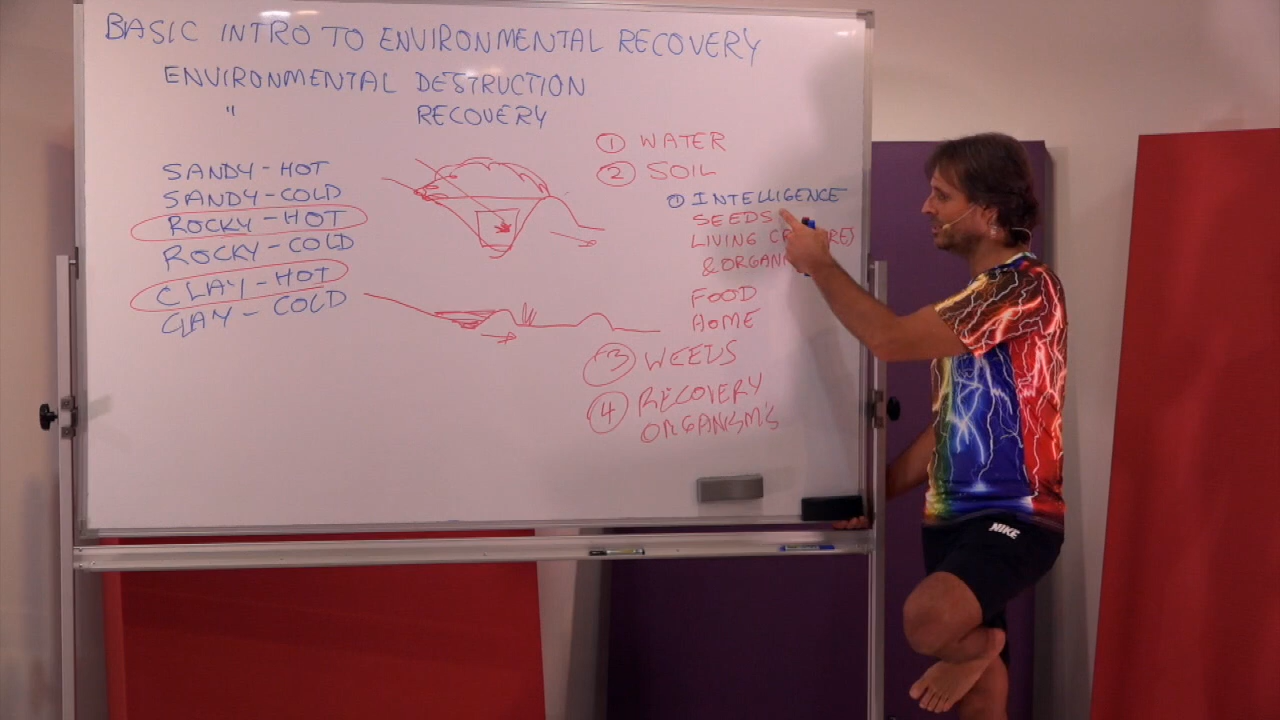 BASIC INTRO TO ENVIRONMENTAL RECOVERY
ENVIRONMENTAL DESTRUCTION
" RECOVERY
SANDY-HOT
SANDY-COLD
ROCKY-HOT
ROCKY-COLD
CLAY-HOT
CLAY-COLD
① WATER
② SOIL
① INTELLIGENCE
SEEDS
LIVING
& ORGAN
FOOD
HOME
③ WEEDS
④ RECOVERY
ORGANISM'S
NIKE